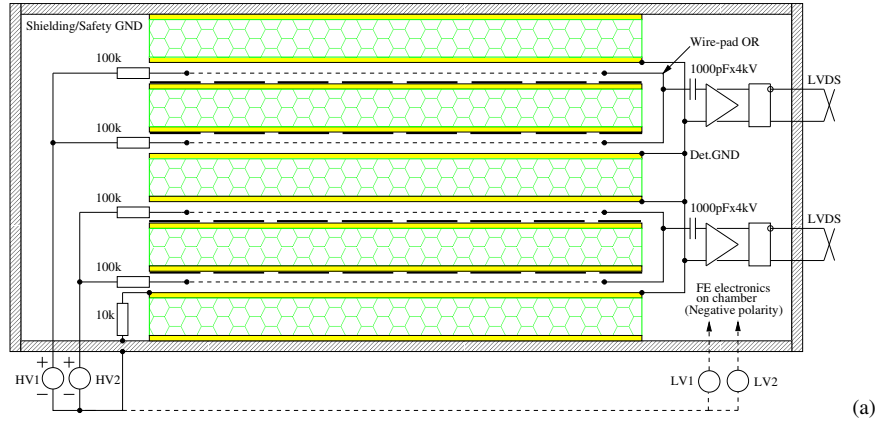 Shielding/Safety GND
Wire-pad OR
100k
1000pFx4kV
LVDS
100k
Det.GND
100k
1000pFx4kV
LVDS
100k
FE electronics
on chamber
(Negative polarity)
10k
+ +
HV1 HV2
− −
LV1 LV2
(a)